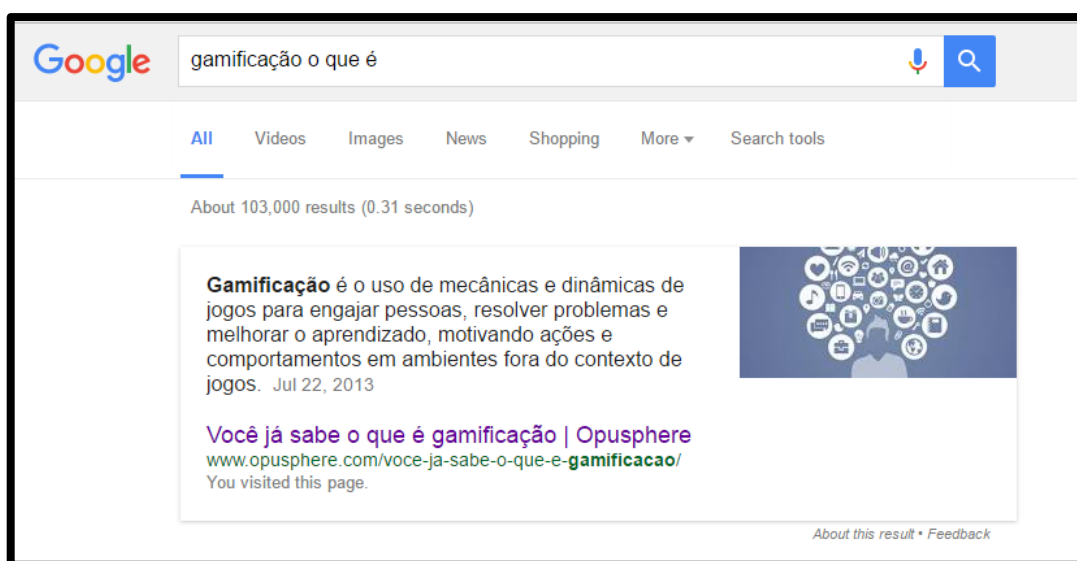 Google gamificação o que é
All Videos Images News Shopping More Search tools
About 103,000 results (0.31 seconds)
Gamificação é o uso de mecânicas e dinâmicas de
jogos para engajar pessoas, resolver problemas e
melhorar o aprendizado, motivando ações e
comportamentos em ambientes fora do contexto de
jogos. Jul 22, 2013
Você já sabe o que é gamificação | Opusphere
www.opusphere.com/voce-ja-sabe-o-que-e-gamificacao/
You visited this page.
About this result • Feedback